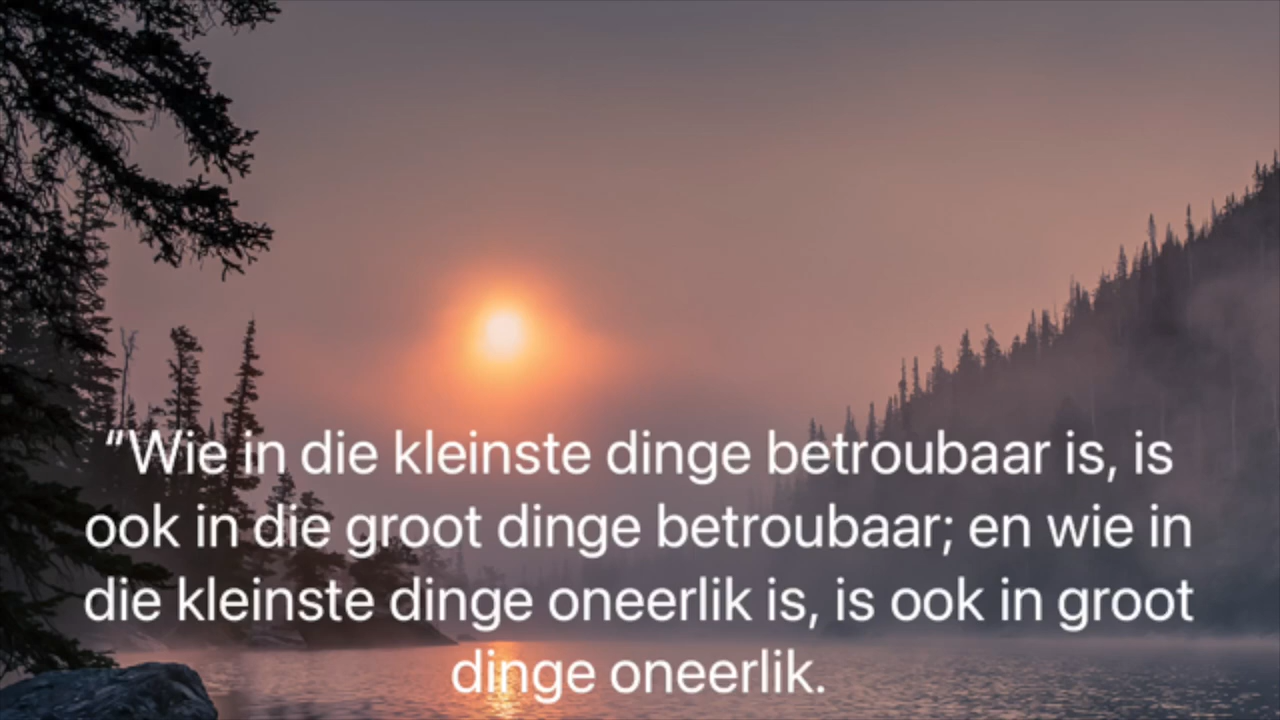 “Wie in die kleinste dinge betroubaar is, is
ook in die groot dinge betroubaar; en wie in
die kleinste dinge oneerlik is, is ook in groot
dinge oneerlik.